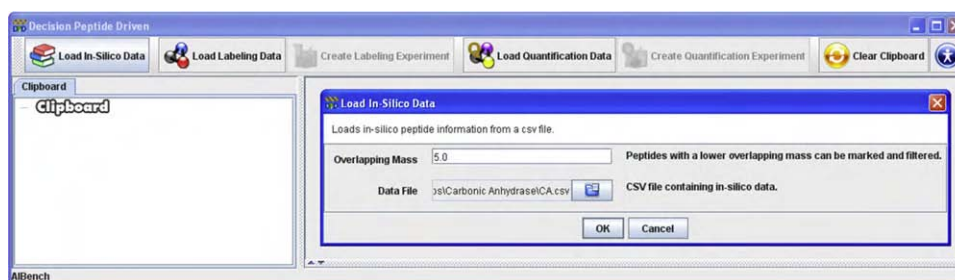 Decision Peptide Driven
Load In-Silico Data Load Labeling Data Create Labeling Experiment Load Quantification Data Create Quantification Experiment Clear Clipboard
Clipboard
Clipboard
Load In-Silico Data
Loads in-silico peptide information from a csv file.
Overlapping Mass 5.0 Peptides with a lower overlapping mass can be marked and filtered.
Data File os\Carbonic Anhydrase\CA.csv CSV file containing in-silico data.
OK Cancel
AIBench